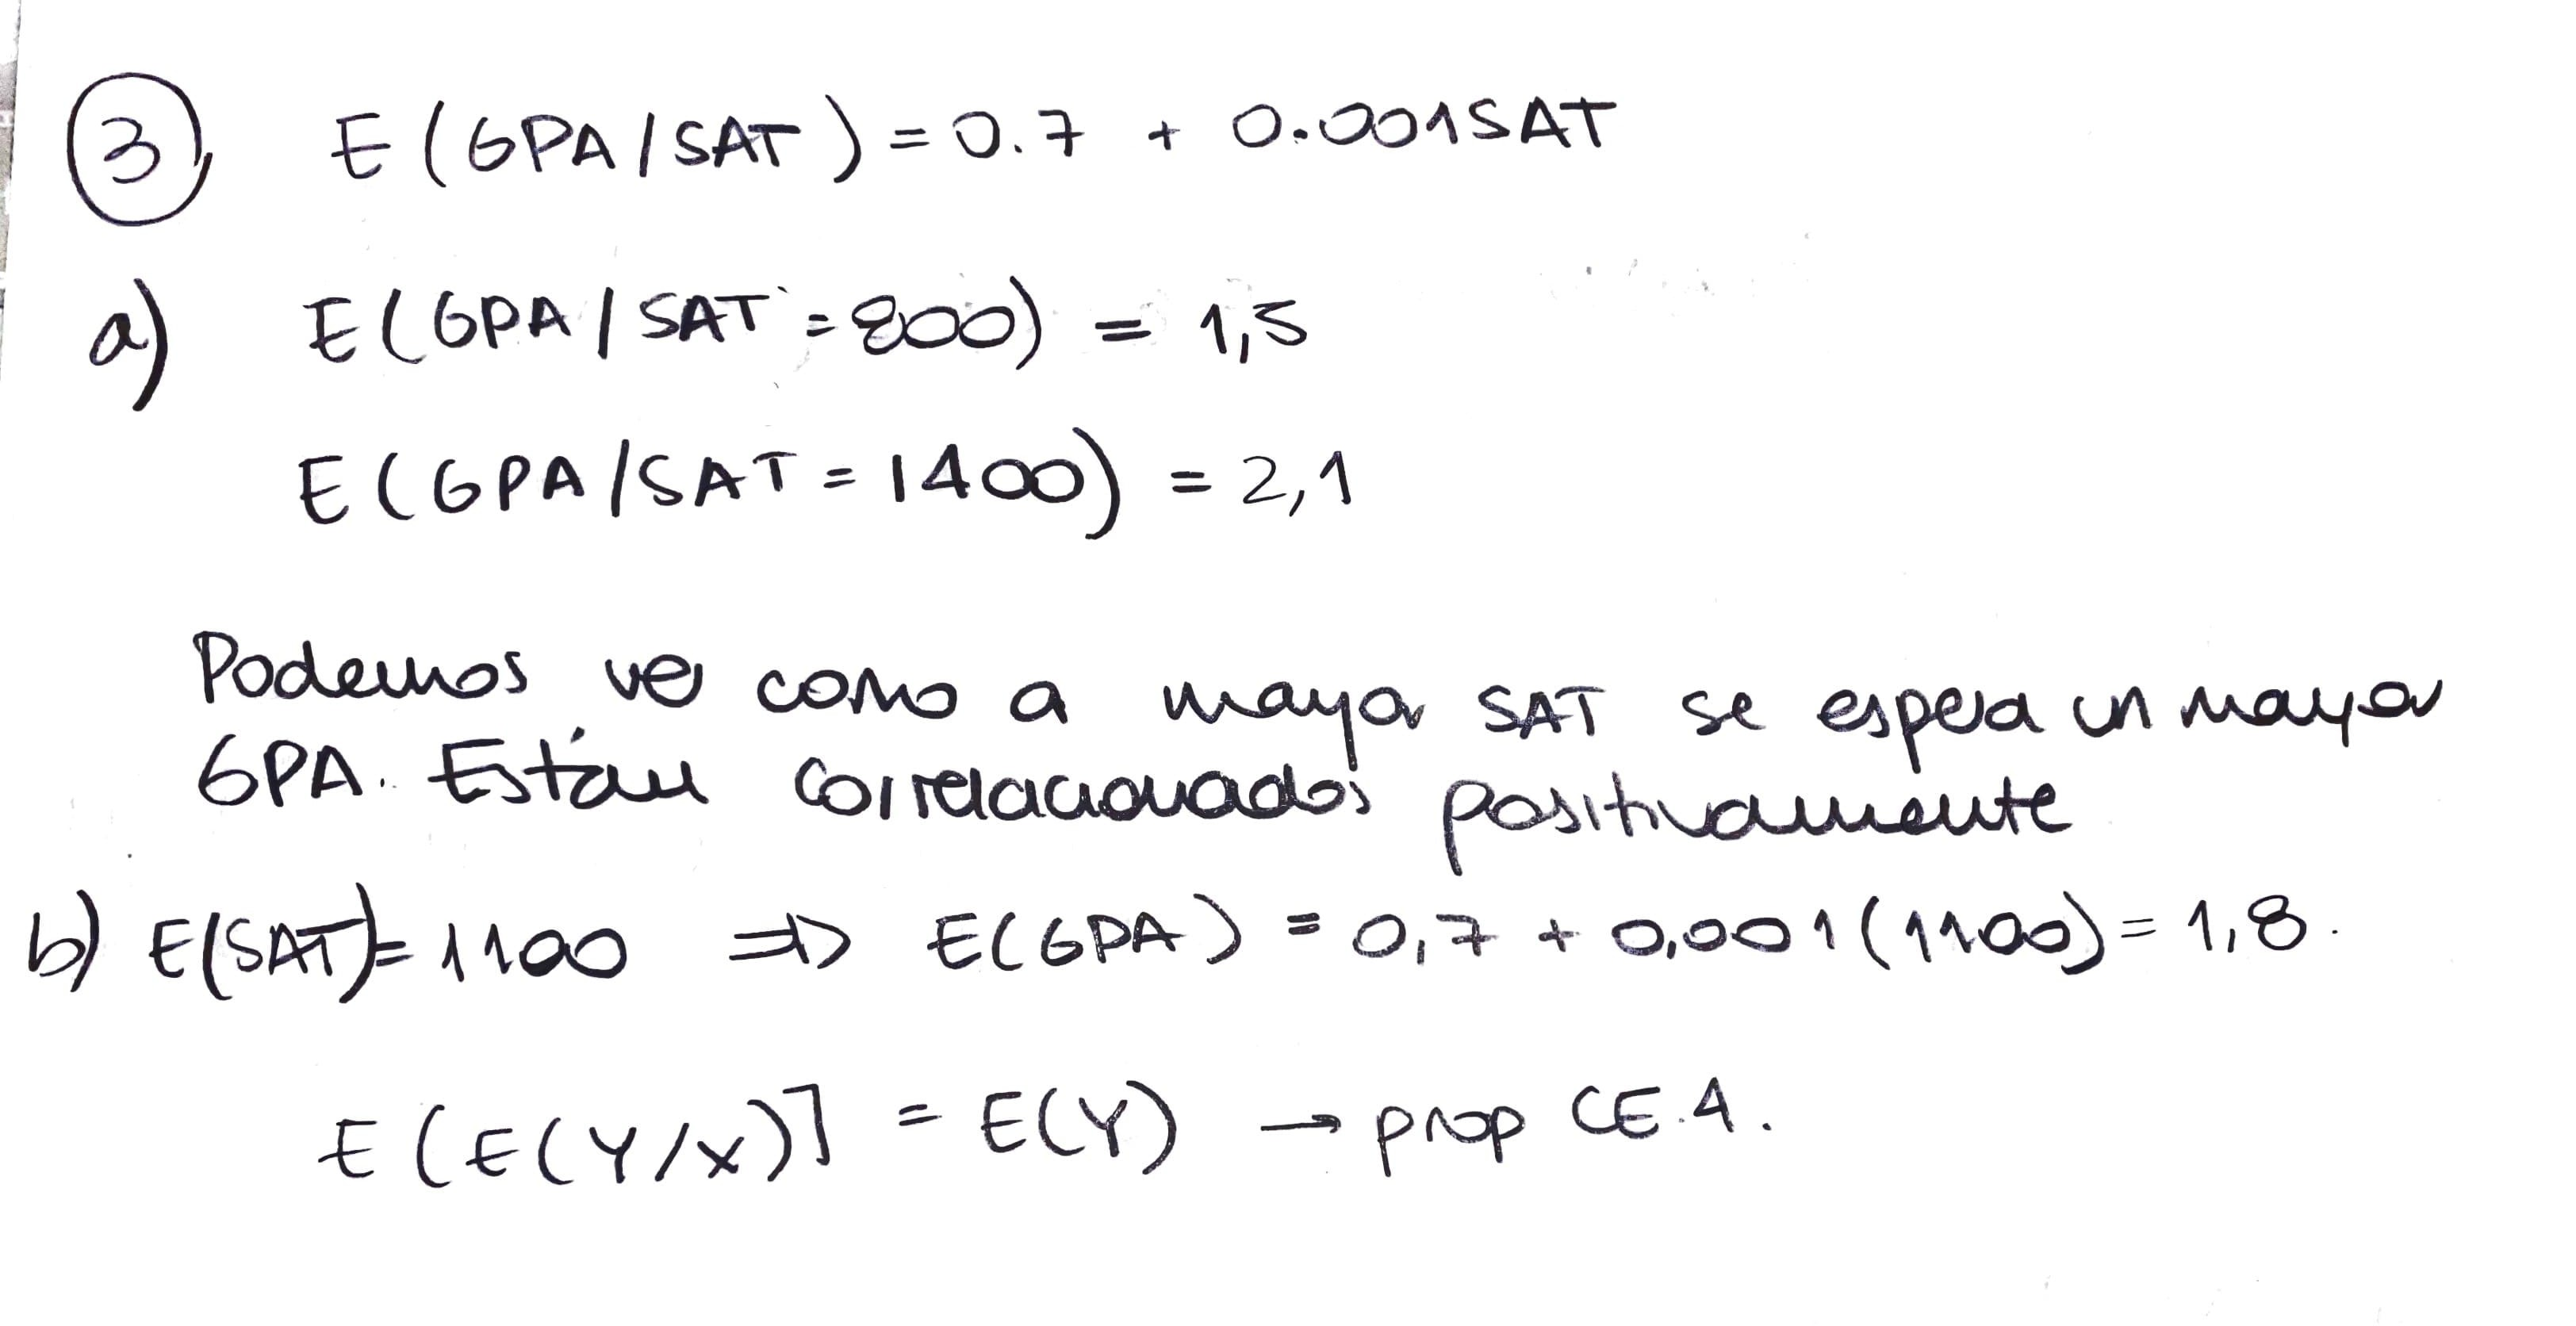 3) E(GPA/SAT) = 0.7 + 0.001SAT
a) E(GPA/SAT=800) = 1,5
E(GPA/SAT=1400) = 2,1
Podemos ver como a mayor SAT se espera un mayor
GPA. Están correlacionados positivamente
b) E(SAT)=1100 ⇒ E(GPA) = 0,7 + 0,001(1100) = 1,8.
E(E(Y/X)] = E(Y) → prop CE.4.